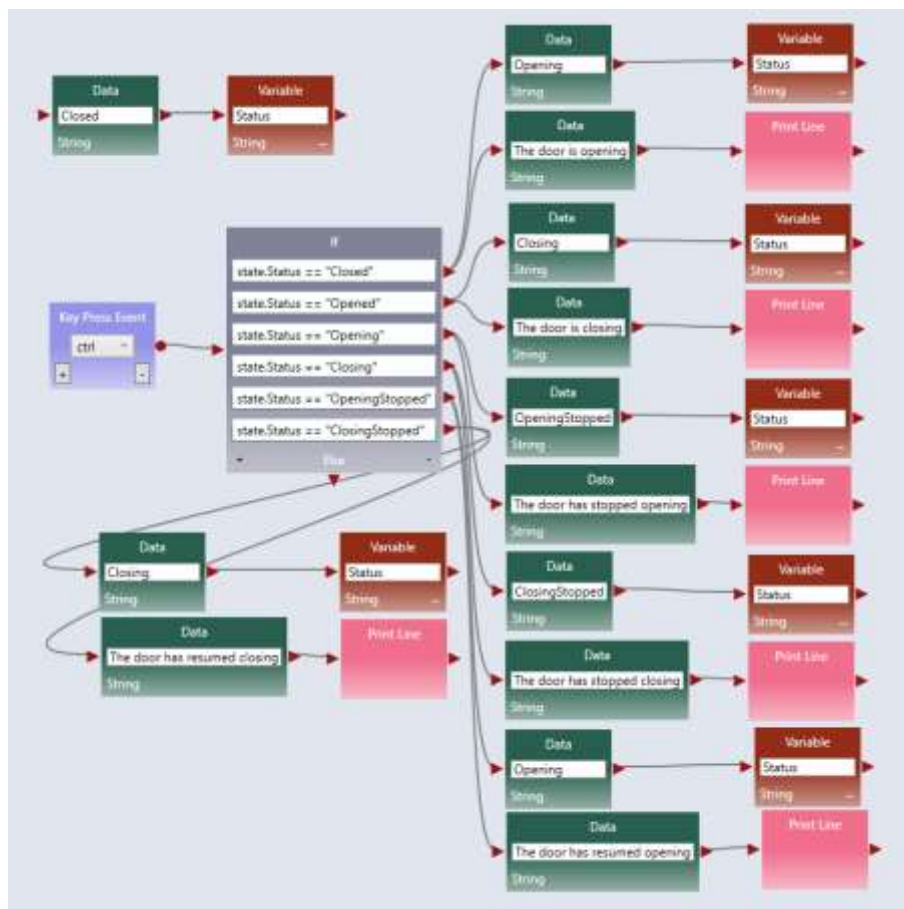 Data
Closed
String
Variable
Status
String
Key Press Event
ctrl
+
-
If
state.Status == "Closed"
state.Status == "Opened"
state.Status == "Opening"
state.Status == "Closing"
state.Status == "OpeningStopped"
state.Status == "ClosingStopped"
Else
Data
Opening
String
Variable
Status
String
Data
The door is opening
String
Print Line
Data
Closing
String
Variable
Status
String
Data
The door is closing
String
Print Line
Data
OpeningStopped
String
Variable
Status
String
Data
The door has stopped opening
String
Print Line
Data
ClosingStopped
String
Variable
Status
String
Data
The door has stopped closing
String
Print Line
Data
Opening
String
Variable
Status
String
Data
The door has resumed opening
String
Print Line
Data
Closing
String
Variable
Status
String
Data
The door has resumed closing
String
Print Line